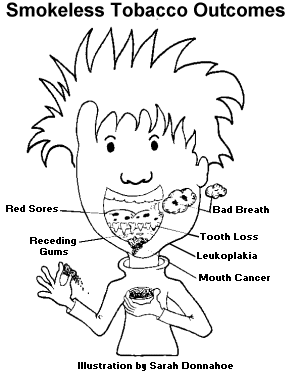 Smokeless Tobacco Outcomes
Red Sores
Bad Breath
Tooth Loss
Receding
Gums
Leukoplakia
Mouth Cancer
Illustration by Sarah Donnahoe